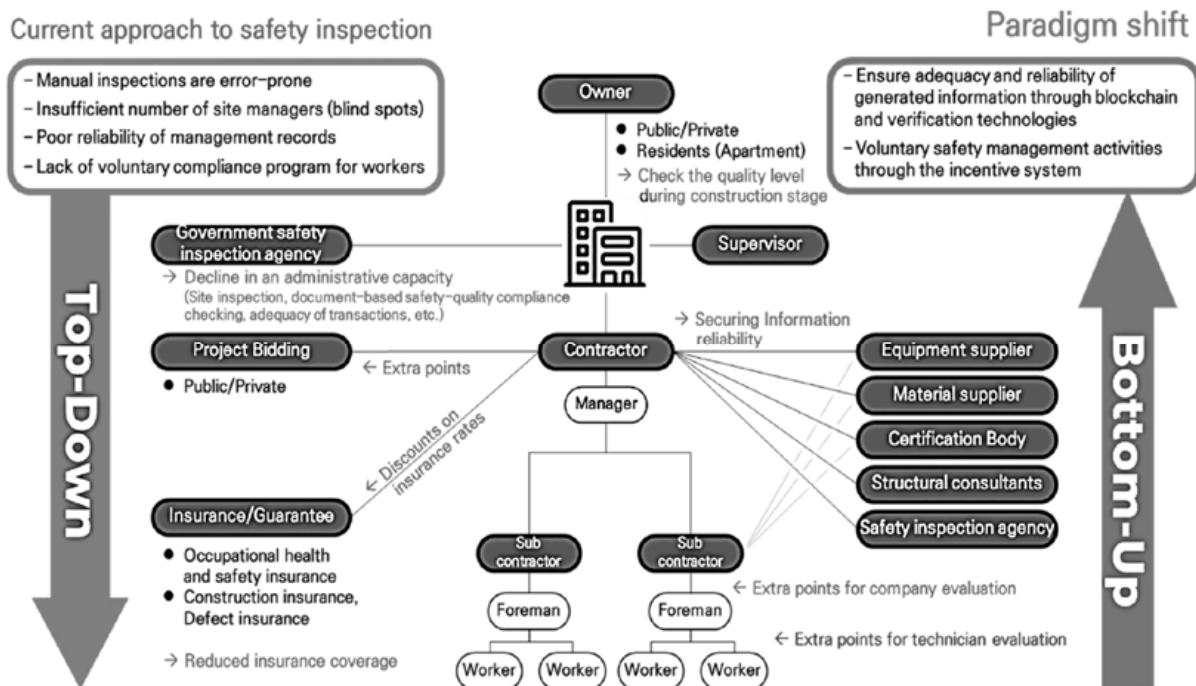 Current approach to safety inspection
Paradigm shift
– Manual inspections are error-prone
– Insufficient number of site managers (blind spots)
– Poor reliability of management records
– Lack of voluntary compliance program for workers
– Ensure adequacy and reliability of
generated information through blockchain
and verification technologies
– Voluntary safety management activities
through the incentive system
Owner
● Public/Private
● Residents (Apartment)
→ Check the quality level
during construction stage
Government safety
inspection agency
Supervisor
→ Decline in an administrative capacity
(Site inspection, document-based safety-quality compliance
checking, adequacy of transactions, etc.)
→ Securing Information
reliability
Project Bidding
● Public/Private
← Extra points
Contractor
Manager
Equipment supplier
Material supplier
Certification Body
Structural consultants
Safety inspection agency
← Discounts on
insurance rates
Insurance/Guarantee
● Occupational health
and safety insurance
● Construction insurance,
Defect insurance
→ Reduced insurance coverage
Sub
contractor
Sub
contractor
← Extra points for company evaluation
Foreman
Foreman
← Extra points for technician evaluation
Worker
Worker
Worker
Worker
Top-Down
Bottom-Up